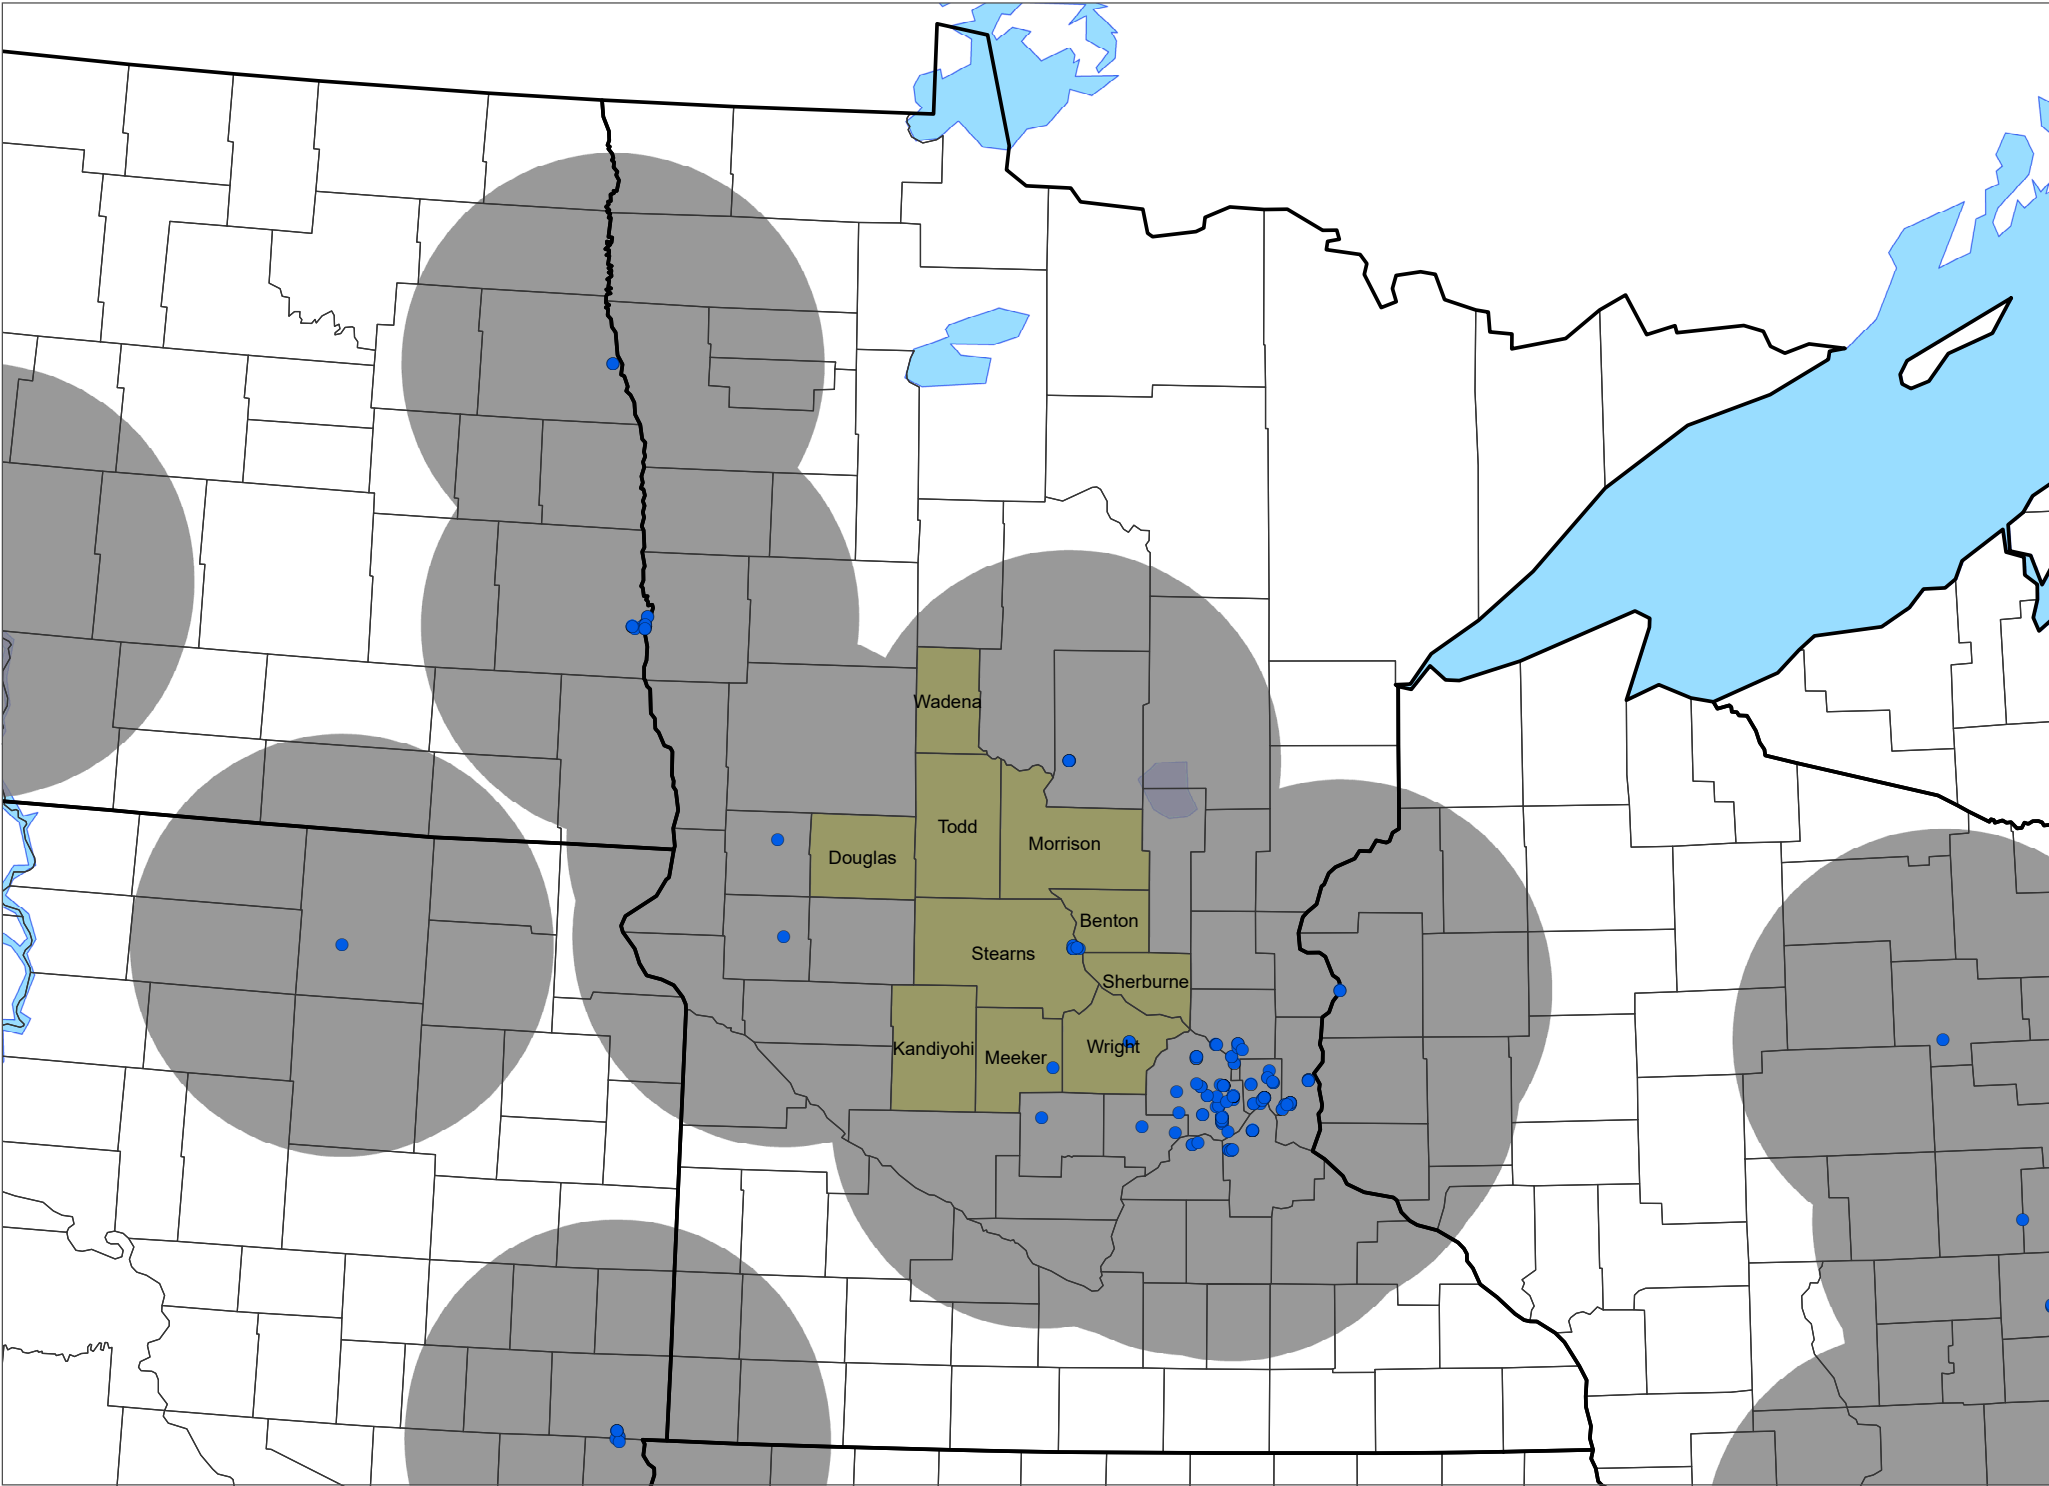 Wadena
Todd
Morrison
Douglas
Benton
Stearns
Sherburne
Kandiyohi
Meeker
Wright